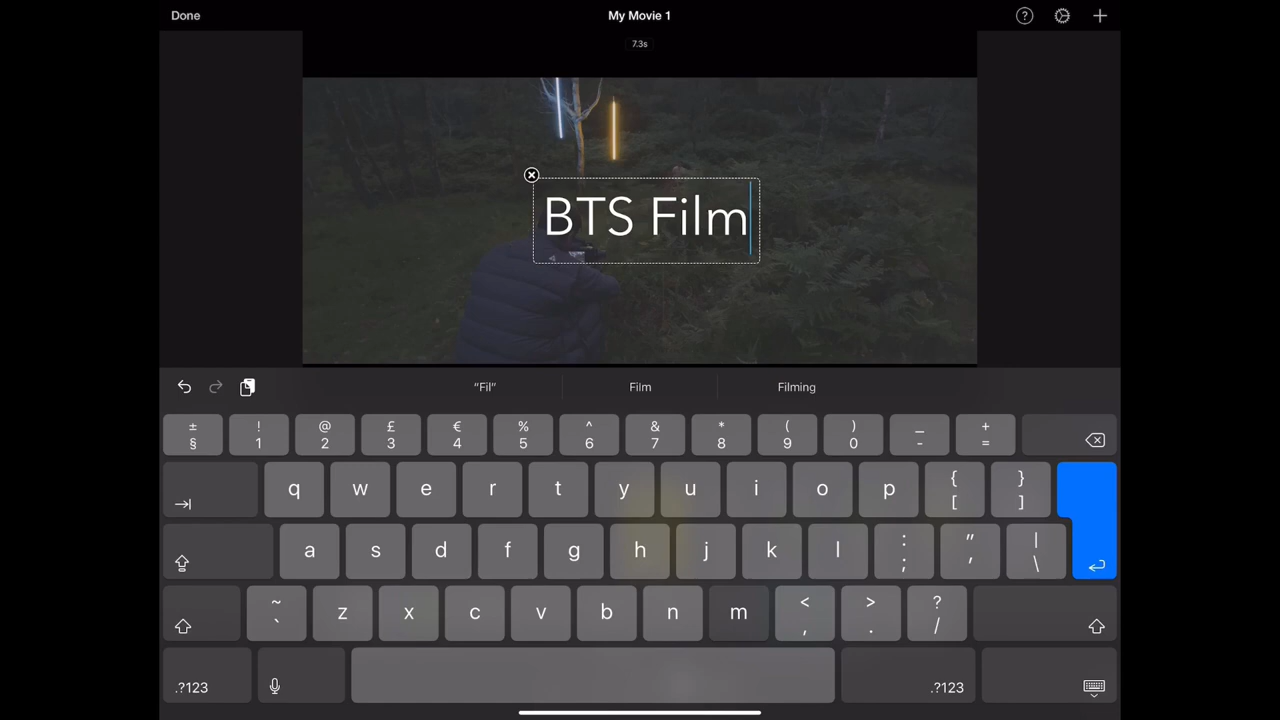 Done
My Movie 1
?
7.3s
BTS Film
“Fil”
Film
Filming
± ! @ £ € % ^ & * ( ) _ +
§ 1 2 3 4 5 6 7 8 9 0 - =
q w e r t y u i o p { }
[ ]
a s d f g h j k l : " |
; ' \
~ z x c v b n m < > ?
` , . /
.?123
.?123